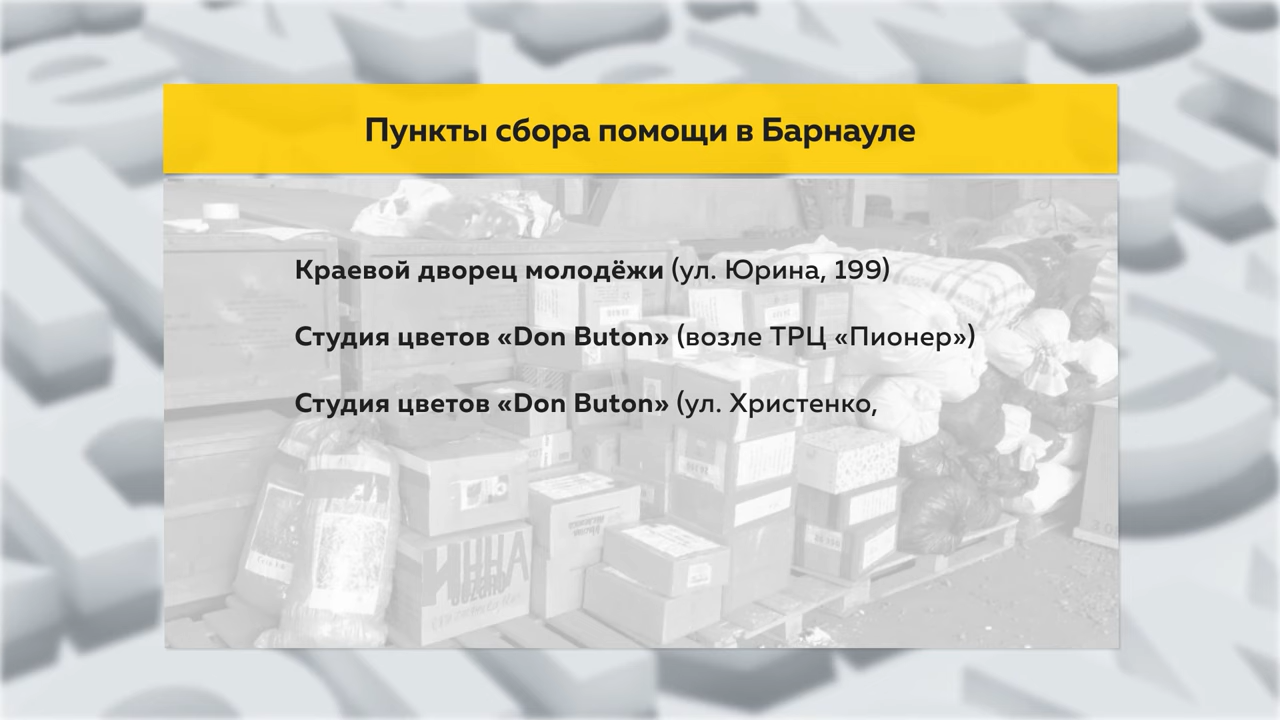 Пункты сбора помощи в Барнауле
Краевой дворец молодёжи (ул. Юрина, 199)
Студия цветов «Don Buton» (возле ТРЦ «Пионер»)
Студия цветов «Don Buton» (ул. Христенко,
ИННА